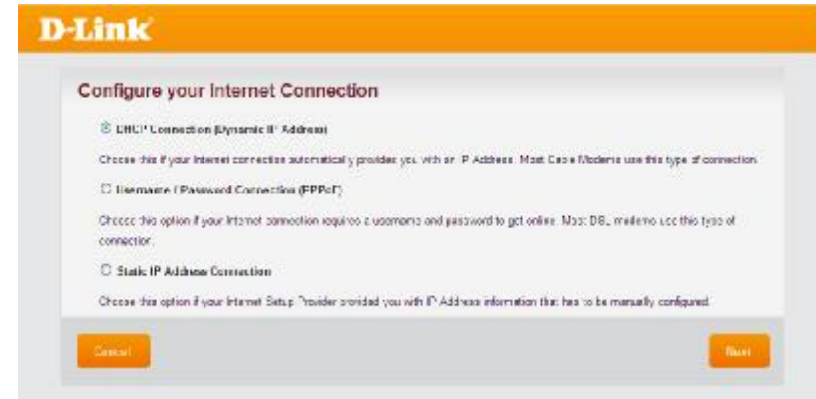 D-Link
Configure your Internet Connection
DHCP Connection (Dynamic IP Address)
Choose this if your Internet connection automatically provides you with an IP Address. Most Cable Modems use this type of connection.
Username / Password Connection (PPPoE)
Choose this option if your Internet connection requires a username and password to get online. Most DSL modems use this type of
connection.
Static IP Address Connection
Choose this option if your Internet Setup Provider provided you with IP Address information that has to be manually configured.
Cancel
Next